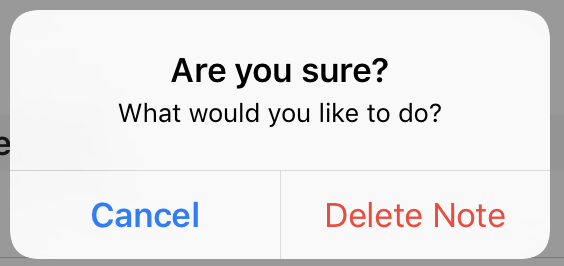 Are you sure?
What would you like to do?
Cancel
Delete Note